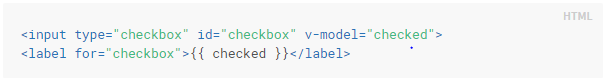 HTML
<input type="checkbox" id="checkbox" v-model="checked">
<label for="checkbox">{{ checked }}</label>